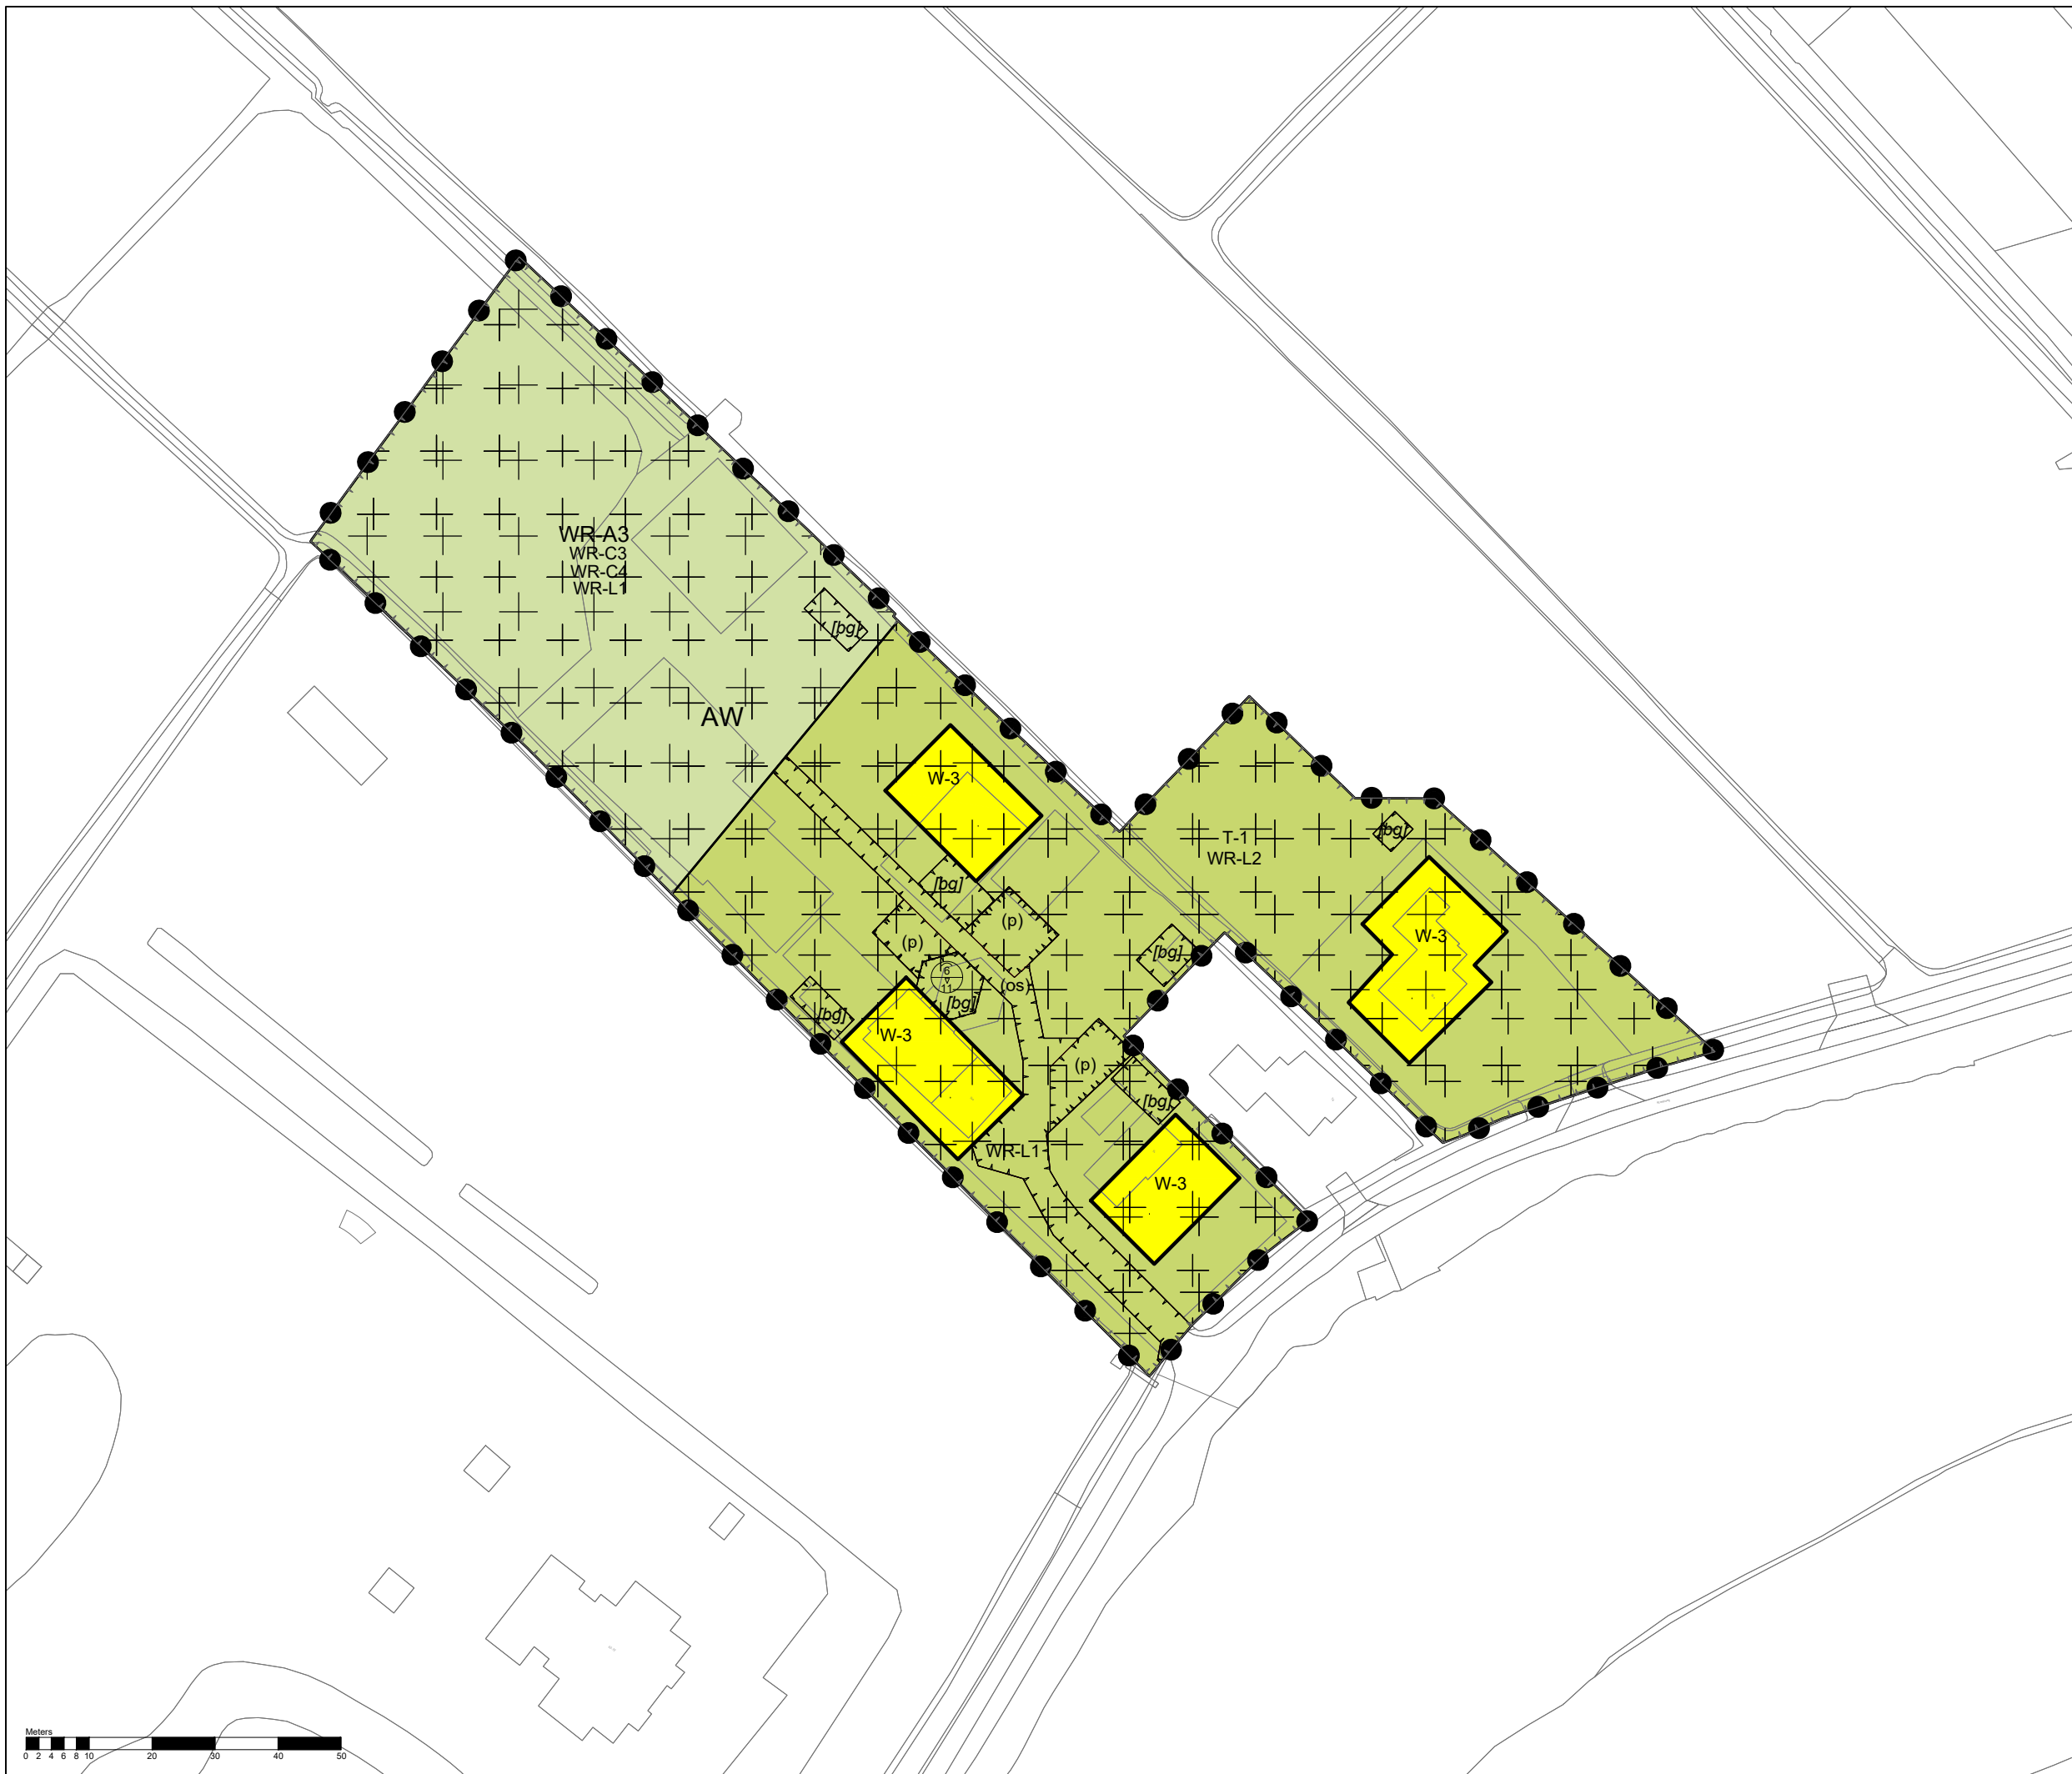 WR-A3
WR-C3
WR-C4
WR-L1
[bg]
AW
W-3
T-1
WR-L2
[bg]
[bg]
(p)
W-3
(p)
[bg]
6
11
(os)
[bg]
[bg]
W-3
(p)
[bg]
WR-L1
W-3
Meters
0 2 4 6 8 10 20 30 40 50